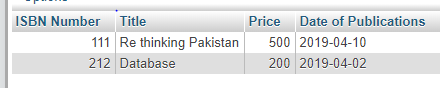 ISBN Number Title Price Date of Publications
111 Re thinking Pakistan 500 2019-04-10
212 Database 200 2019-04-02